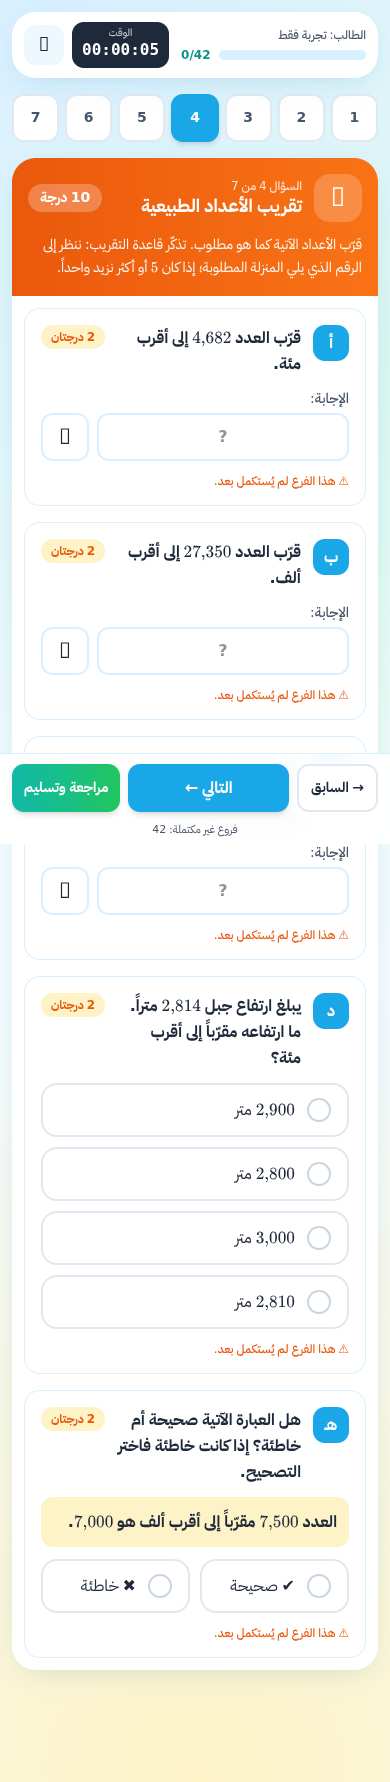 الطالب: تجربة فقط
0/42
الوقت
00:00:05
1 2 3 4 5 6 7
السؤال 4 من 7
تقريب الأعداد الطبيعية
10 درجة
قرّب الأعداد الآتية كما هو مطلوب. تذكّر قاعدة التقريب: ننظر إلى
الرقم الذي يلي المنزلة المطلوبة؛ إذا كان 5 أو أكثر نزيد واحداً.
أ
قرّب العدد 4,682 إلى أقرب
مئة.
2 درجتان
الإجابة:
?
⚠ هذا الفرع لم يُستكمل بعد.
ب
قرّب العدد 27,350 إلى أقرب
ألف.
2 درجتان
الإجابة:
?
⚠ هذا الفرع لم يُستكمل بعد.
→ السابق
التالي ←
مراجعة وتسليم
فروع غير مكتملة: 42
الإجابة:
?
⚠ هذا الفرع لم يُستكمل بعد.
د
يبلغ ارتفاع جبل 2,814 متراً.
ما ارتفاعه مقرّباً إلى أقرب
مئة؟
2 درجتان
2,900 متر
2,800 متر
3,000 متر
2,810 متر
⚠ هذا الفرع لم يُستكمل بعد.
هـ
هل العبارة الآتية صحيحة أم
خاطئة؟ إذا كانت خاطئة فاختر
التصحيح.
2 درجتان
العدد 7,500 مقرّباً إلى أقرب ألف هو 7,000.
✔ صحيحة
✖ خاطئة
⚠ هذا الفرع لم يُستكمل بعد.